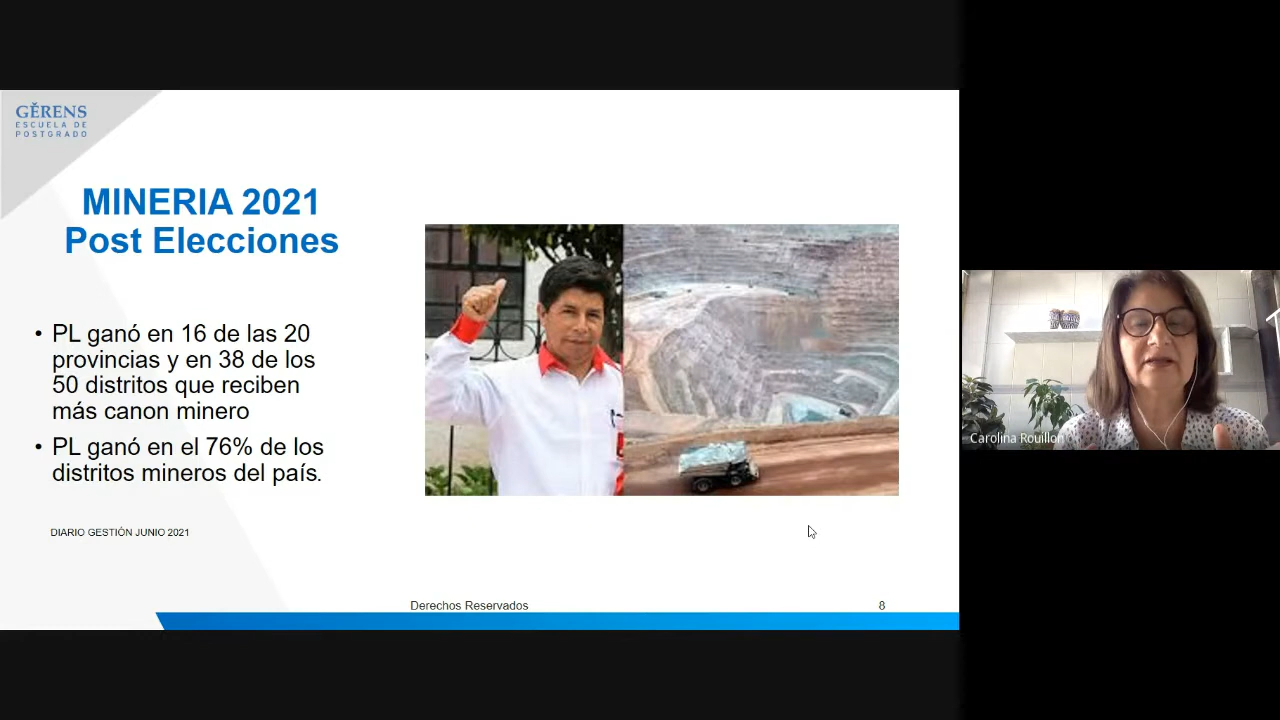 GĚRENS
ESCUELA DE
POSTGRADO
MINERIA 2021
Post Elecciones
• PL ganó en 16 de las 20
provincias y en 38 de los
50 distritos que reciben
más canon minero
• PL ganó en el 76% de los
distritos mineros del país.
DIARIO GESTIÓN JUNIO 2021
Derechos Reservados
8
Carolina Rouillon